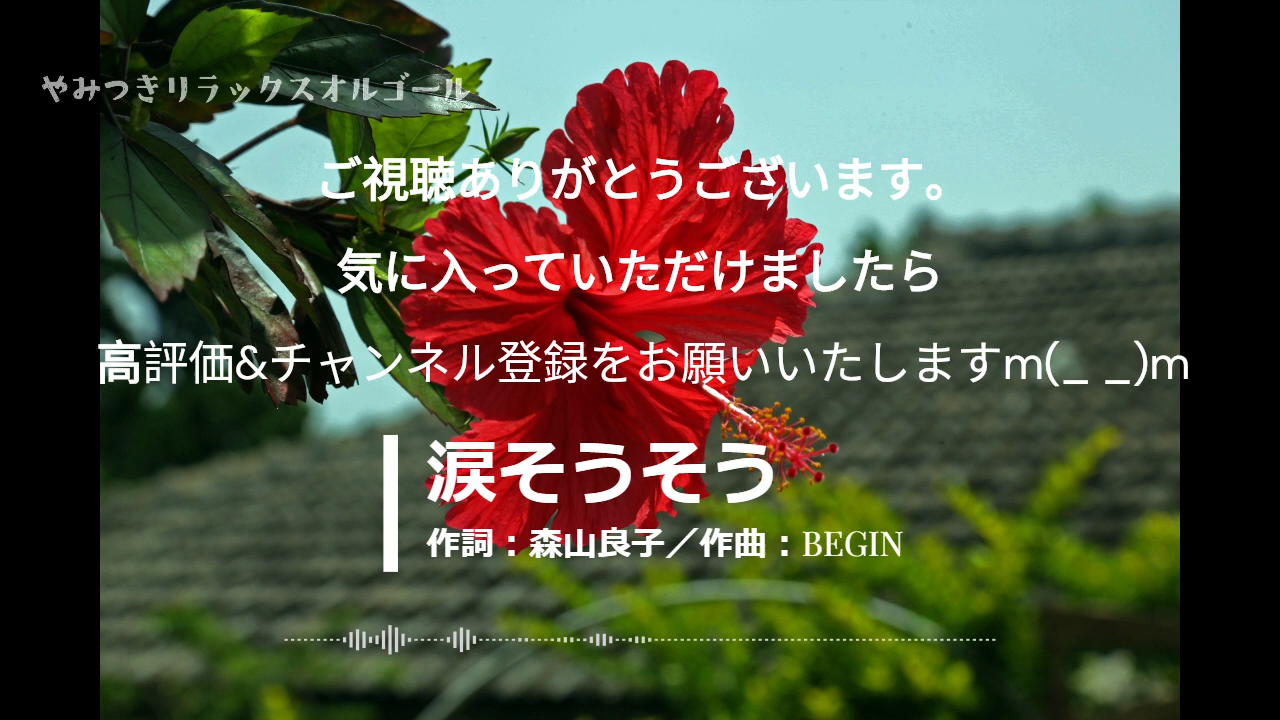 やみつきリラックスオルゴール
ご視聴ありがとうございます。
気に入っていただけましたら
高評価&チャンネル登録をお願いいたしますm(_ _)m
涙そうそう
作詞：森山良子／作曲：BEGIN